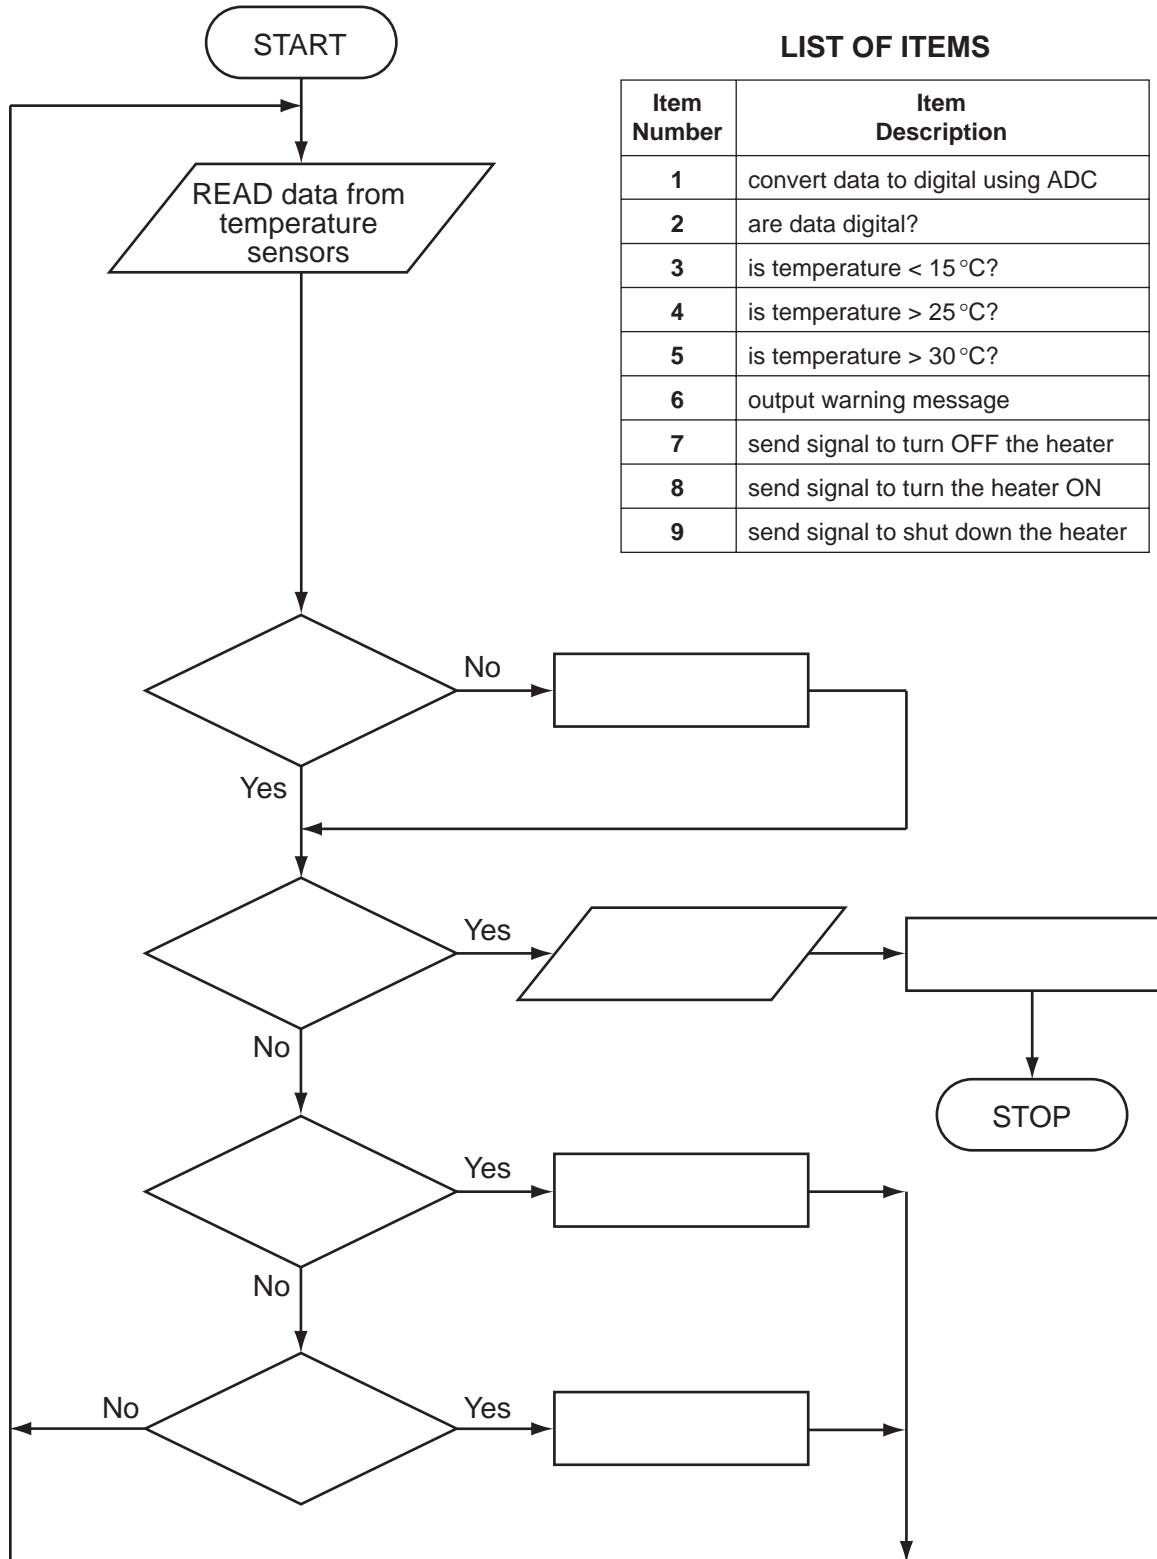 START
LIST OF ITEMS
Item Number
Item Description
1 convert data to digital using ADC
2 are data digital?
3 is temperature < 15 °C?
4 is temperature > 25 °C?
5 is temperature > 30 °C?
6 output warning message
7 send signal to turn OFF the heater
8 send signal to turn the heater ON
9 send signal to shut down the heater
READ data from
temperature
sensors
No
Yes
Yes
No
STOP
Yes
No
No
Yes